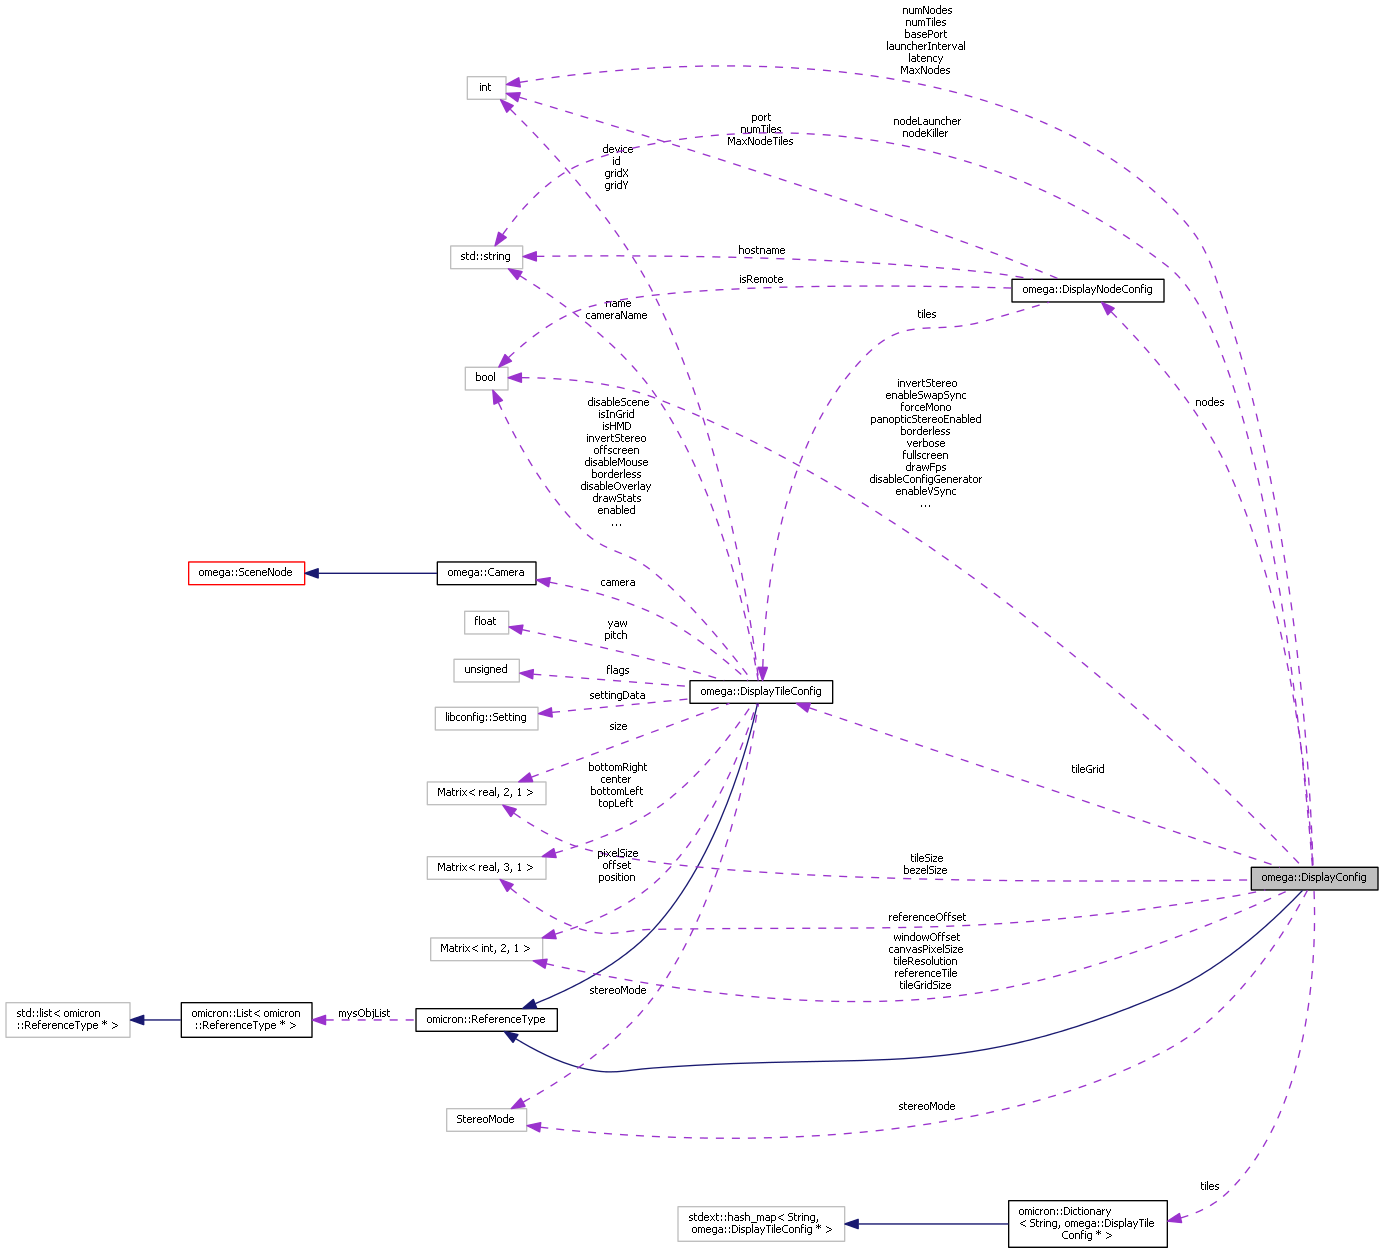 numNodes
numTiles
basePort
launcherInterval
latency
MaxNodes
int
port
numTiles
MaxNodeTiles
nodeLauncher
nodeKiller
device
id
gridX
gridY
std::string
hostname
isRemote
omega::DisplayNodeConfig
name
cameraName
tiles
bool
invertStereo
enableSwapSync
forceMono
panopticStereoEnabled
borderless
verbose
fullscreen
drawFps
disableConfigGenerator
enableVSync
...
nodes
disableScene
isInGrid
isHMD
invertStereo
offscreen
disableMouse
borderless
disableOverlay
drawStats
enabled
...
omega::SceneNode
omega::Camera
camera
float
yaw
pitch
unsigned
flags
omega::DisplayTileConfig
settingData
libconfig::Setting
size
tileGrid
bottomRight
center
bottomLeft
topLeft
Matrix< real, 2, 1 >
pixelSize
offset
position
Matrix< real, 3, 1 >
tileSize
bezelSize
omega::DisplayConfig
referenceOffset
windowOffset
canvasPixelSize
tileResolution
referenceTile
tileGridSize
Matrix< int, 2, 1 >
stereoMode
std::list< omicron
::ReferenceType * >
omicron::List< omicron
::ReferenceType * >
mysObjList
omicron::ReferenceType
StereoMode
stereoMode
tiles
stdext::hash_map< String,
omega::DisplayTileConfig * >
omicron::Dictionary
< String, omega::DisplayTile
Config * >